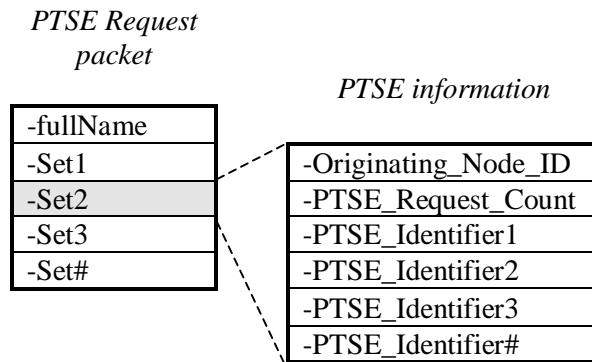 PTSE Request
packet
-fullName
-Set1
-Set2
-Set3
-Set#
PTSE information
-Originating_Node_ID
-PTSE_Request_Count
-PTSE_Identifier1
-PTSE_Identifier2
-PTSE_Identifier3
-PTSE_Identifier#